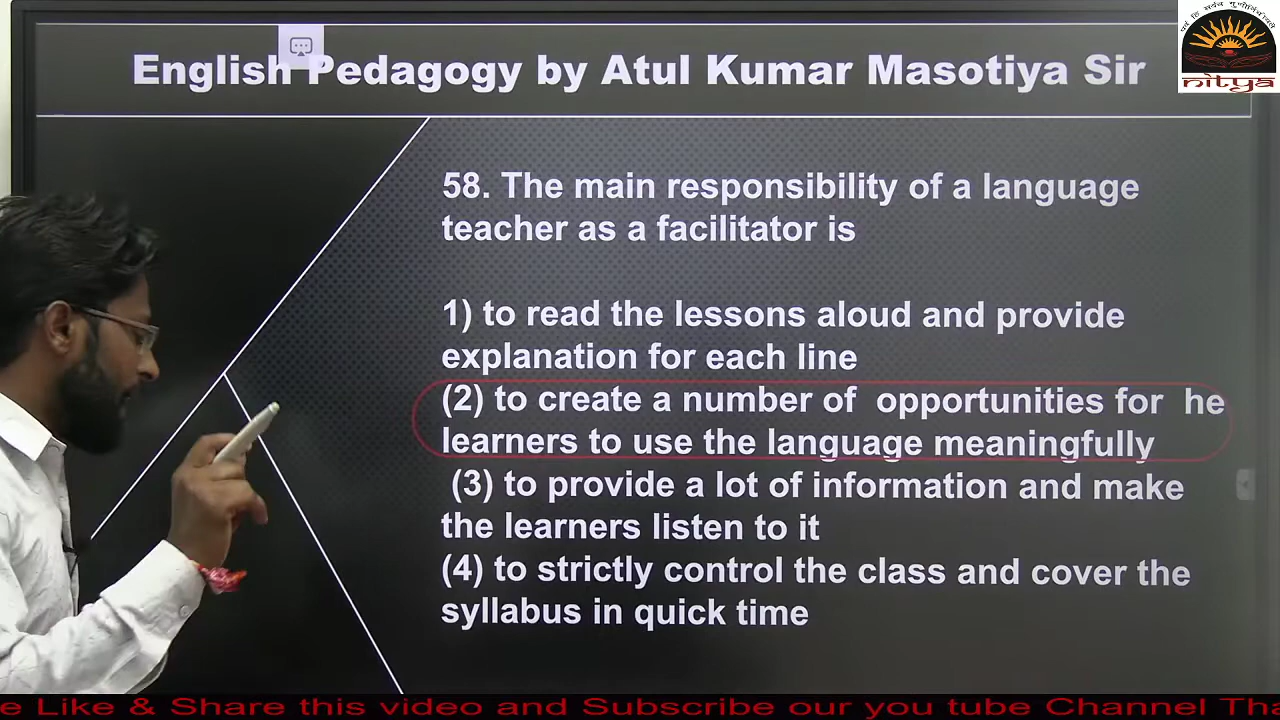 English Pedagogy by Atul Kumar Masotiya Sir
nitya
58. The main responsibility of a language
teacher as a facilitator is
1) to read the lessons aloud and provide
explanation for each line
(2) to create a number of opportunities for he
learners to use the language meaningfully
(3) to provide a lot of information and make
the learners listen to it
(4) to strictly control the class and cover the
syllabus in quick time
e Like & Share this video and Subscribe our you tube Channel Tha